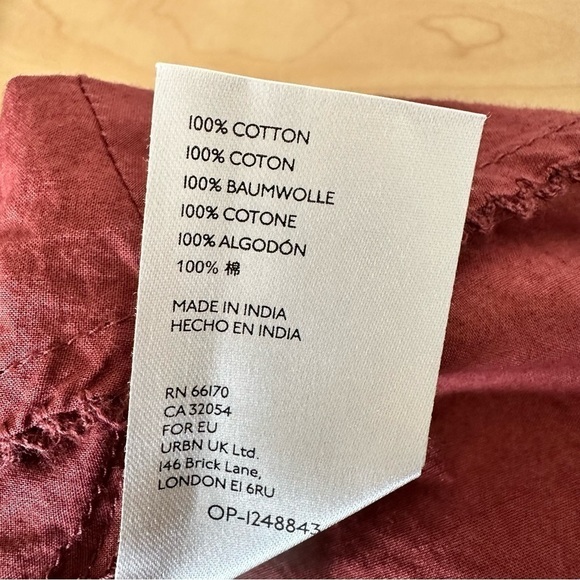 100% COTTON
100% COTON
100% BAUMWOLLE
100% COTONE
100% ALGODÓN
100% 棉
MADE IN INDIA
HECHO EN INDIA
RN 66170
CA 32054
FOR EU
URBN UK Ltd.
146 Brick Lane,
LONDON E1 6RU
OP-1248843